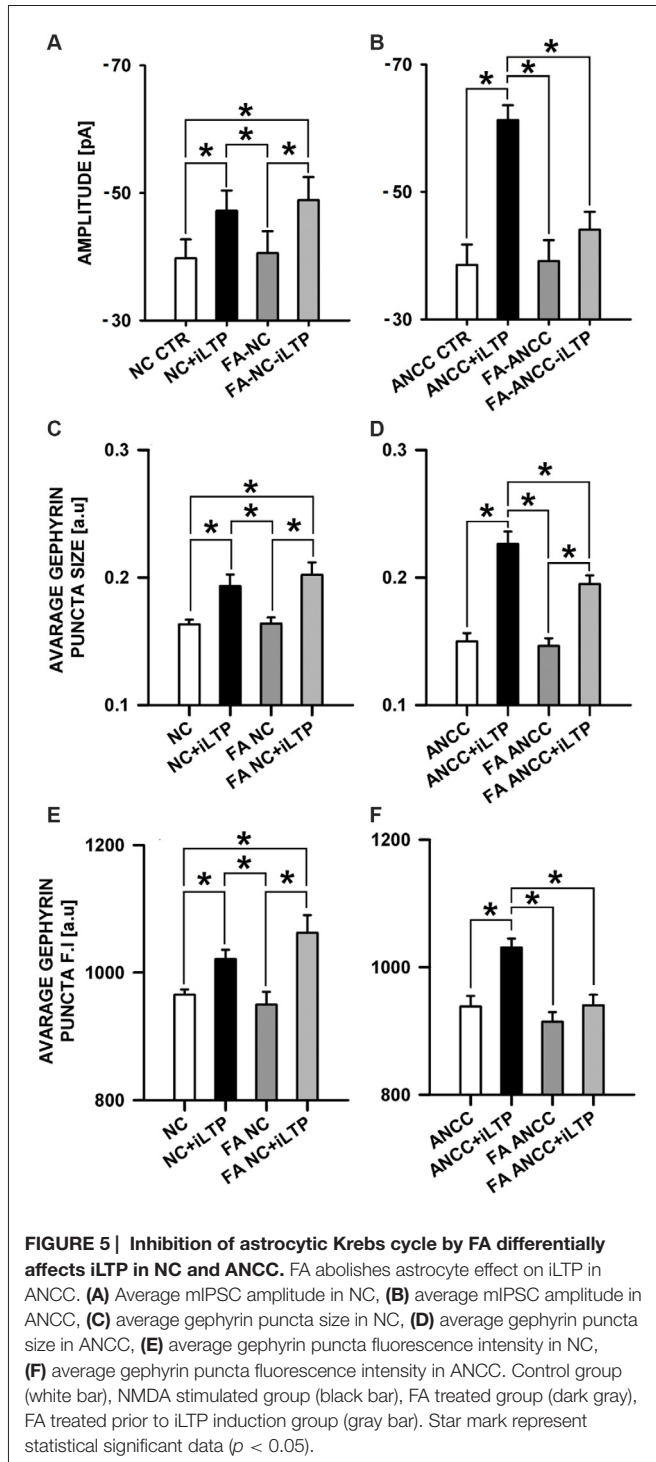 A
B
AMPLITUDE [pA]
-70
-50
-30
* * * *
NC CTR
NC+iLTP
FA-NC
FA-NC-iLTP
-70
-50
-30
* * *
ANCC CTR
ANCC+iLTP
FA-ANCC
FA-ANCC-iLTP
C
D
AVARAGE GEPHYRIN
PUNCTA SIZE [a.u]
0.3
0.2
0.1
* * * *
NC
NC+iLTP
FA NC
FA NC+iLTP
0.3
0.2
0.1
* * * *
ANCC
ANCC+iLTP
FA ANCC
FA ANCC+iLTP
E
F
AVARAGE GEPHYRIN
PUNCTA F.I [a.u]
1200
1000
800
* * * *
NC
NC+iLTP
FA NC
FA NC+iLTP
1200
1000
800
* * *
ANCC
ANCC+iLTP
FA ANCC
FA ANCC+iLTP
FIGURE 5 | Inhibition of astrocytic Krebs cycle by FA differentially
affects iLTP in NC and ANCC. FA abolishes astrocyte effect on iLTP in
ANCC. (A) Average mIPSC amplitude in NC, (B) average mIPSC amplitude in
ANCC, (C) average gephyrin puncta size in NC, (D) average gephyrin puncta
size in ANCC, (E) average gephyrin puncta fluorescence intensity in NC,
(F) average gephyrin puncta fluorescence intensity in ANCC. Control group
(white bar), NMDA stimulated group (black bar), FA treated group (dark gray),
FA treated prior to iLTP induction group (gray bar). Star mark represent
statistical significant data (p < 0.05).